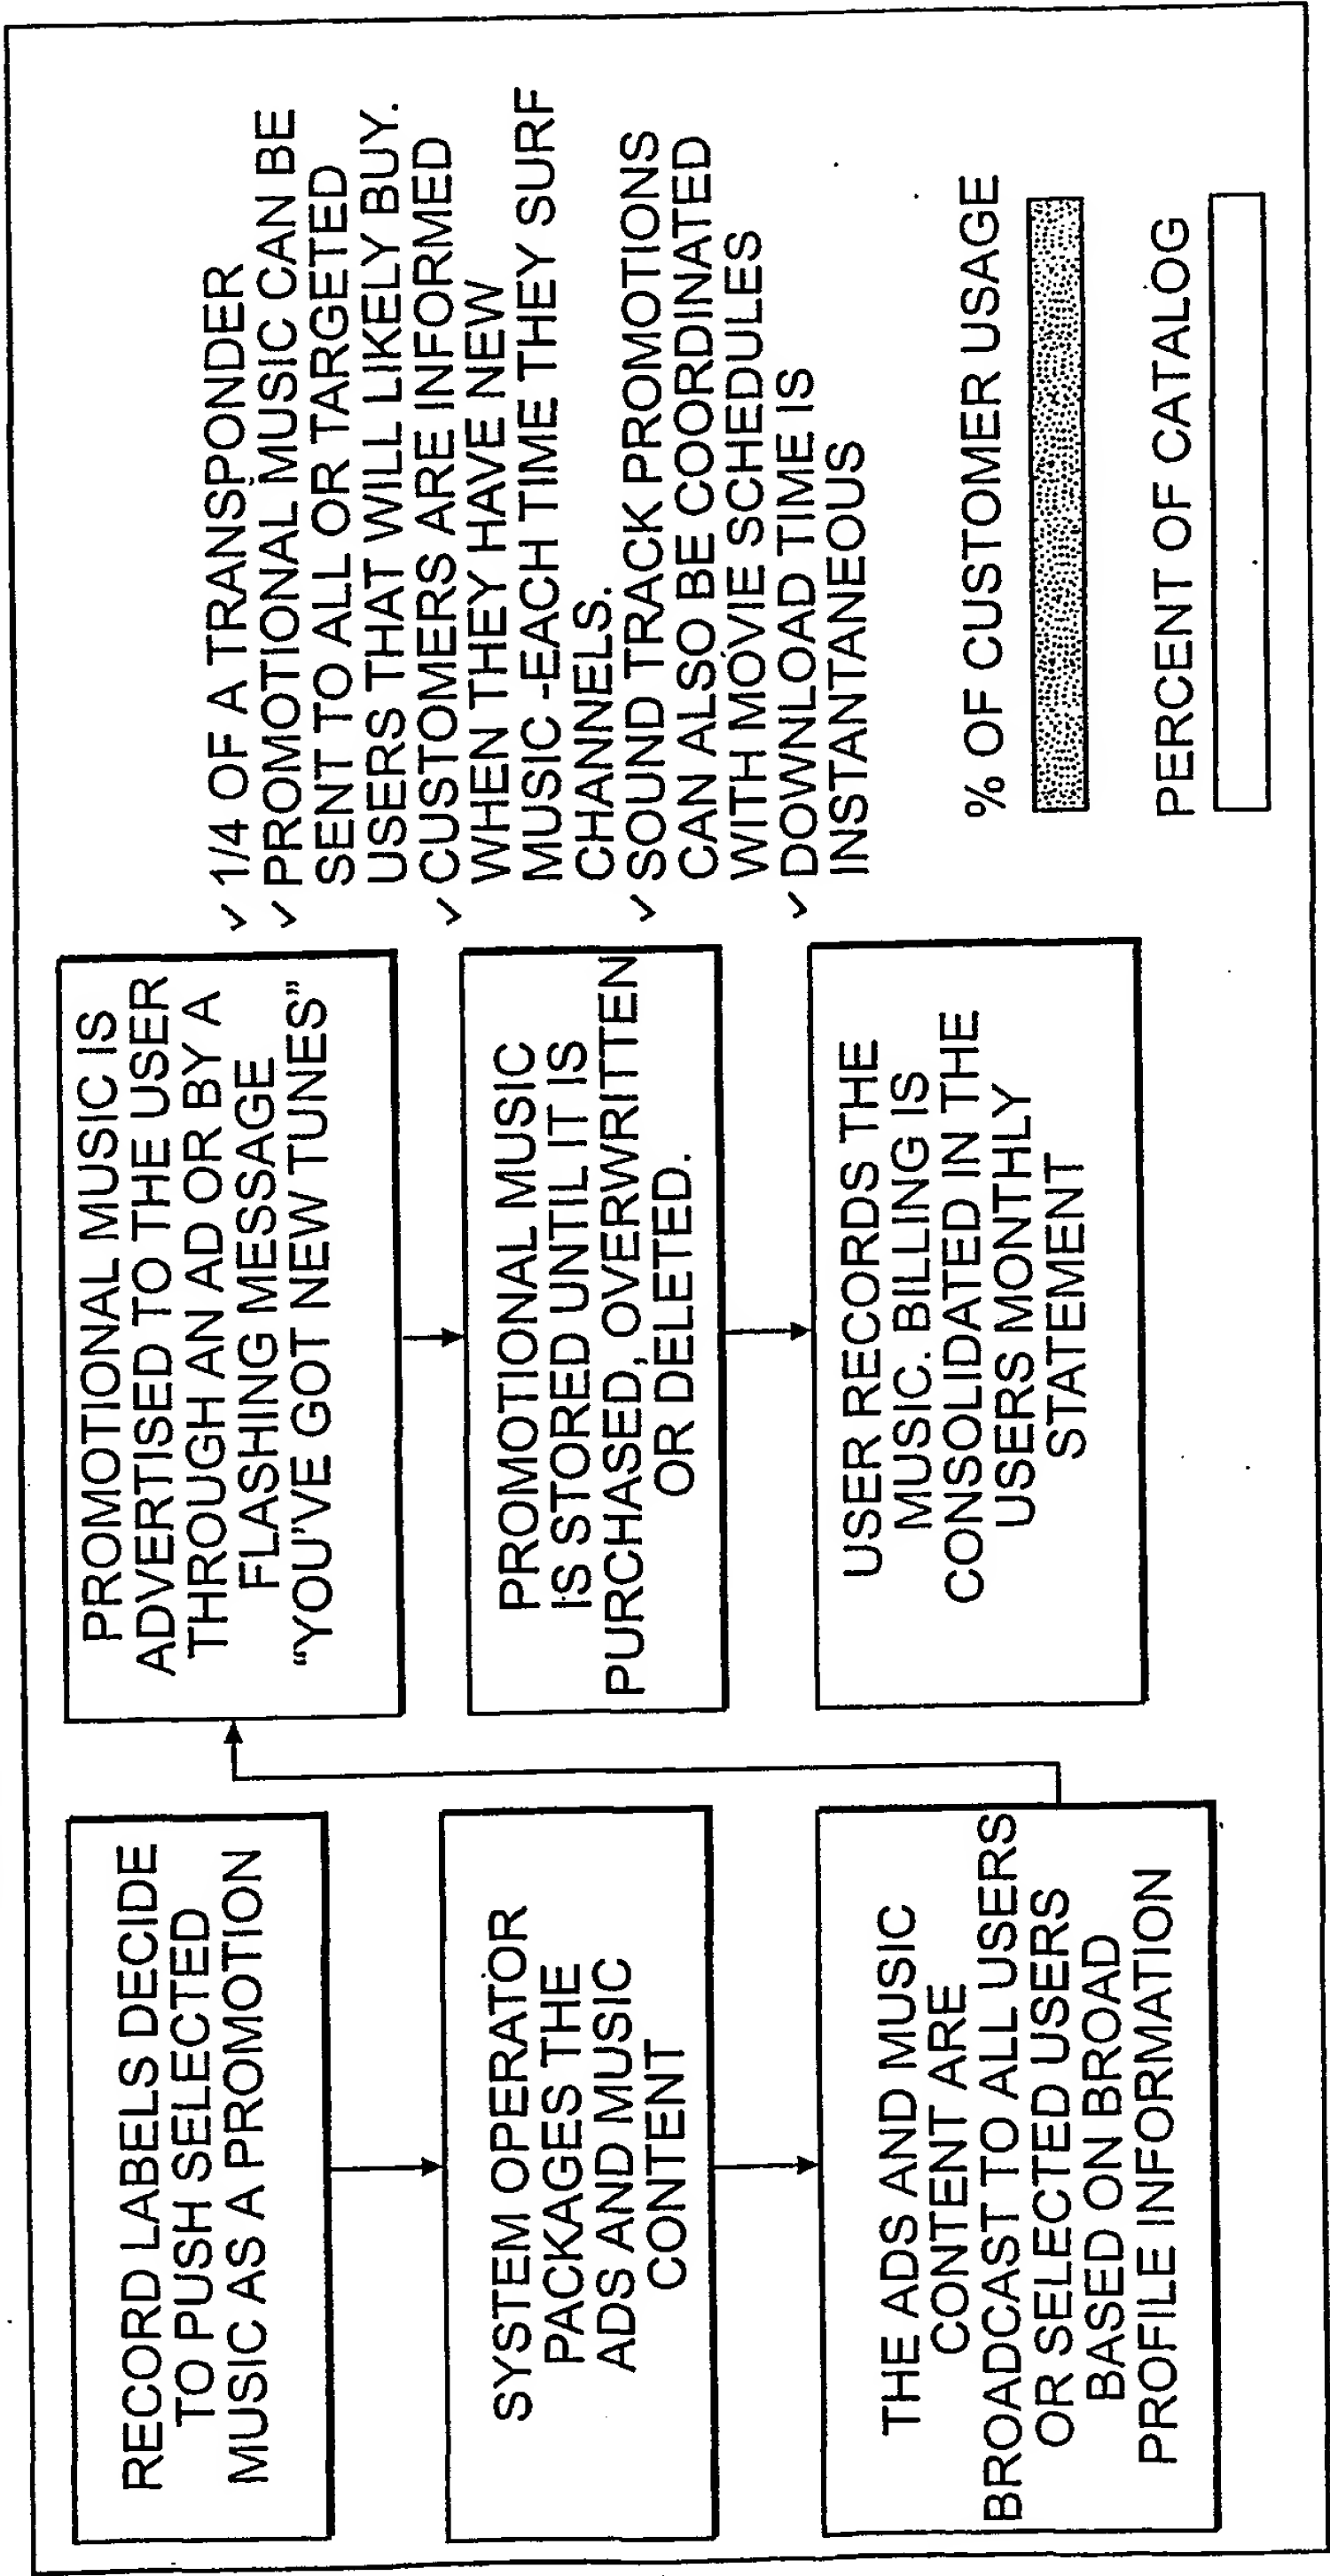 RECORD LABELS DECIDE
TO PUSH SELECTED
MUSIC AS A PROMOTION
SYSTEM OPERATOR
PACKAGES THE
ADS AND MUSIC
CONTENT
THE ADS AND MUSIC
CONTENT ARE
BROADCAST TO ALL USERS
OR SELECTED USERS
BASED ON BROAD
PROFILE INFORMATION
PROMOTIONAL MUSIC IS
ADVERTISED TO THE USER
THROUGH AN AD OR BY A
FLASHING MESSAGE
“YOU’VE GOT NEW TUNES”
PROMOTIONAL MUSIC
IS STORED UNTIL IT IS
PURCHASED, OVERWRITTEN
OR DELETED.
USER RECORDS THE
MUSIC. BILLING IS
CONSOLIDATED IN THE
USERS MONTHLY
STATEMENT
✓ 1/4 OF A TRANSPONDER
✓ PROMOTIONAL MUSIC CAN BE
SENT TO ALL OR TARGETED
USERS THAT WILL LIKELY BUY.
✓ CUSTOMERS ARE INFORMED
WHEN THEY HAVE NEW
MUSIC -EACH TIME THEY SURF
CHANNELS.
✓ SOUND TRACK PROMOTIONS
CAN ALSO BE COORDINATED
WITH MOVIE SCHEDULES
✓ DOWNLOAD TIME IS
INSTANTANEOUS
% OF CUSTOMER USAGE
PERCENT OF CATALOG